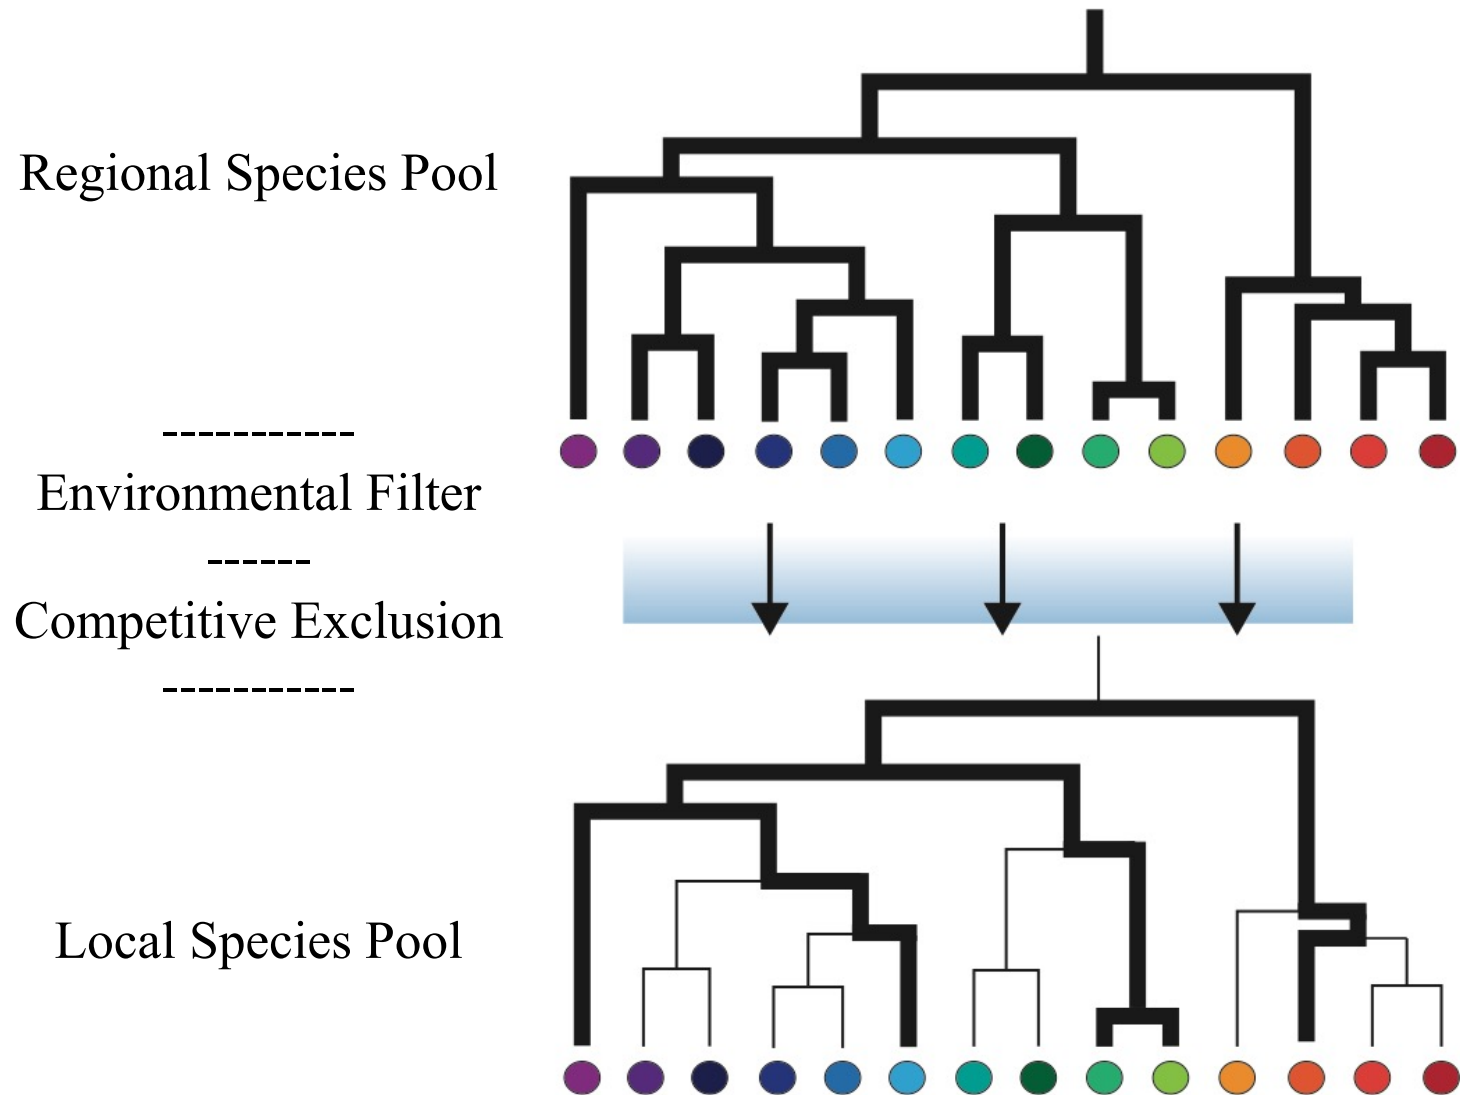 Regional Species Pool
-----------
Environmental Filter
------
Competitive Exclusion
-----------
Local Species Pool